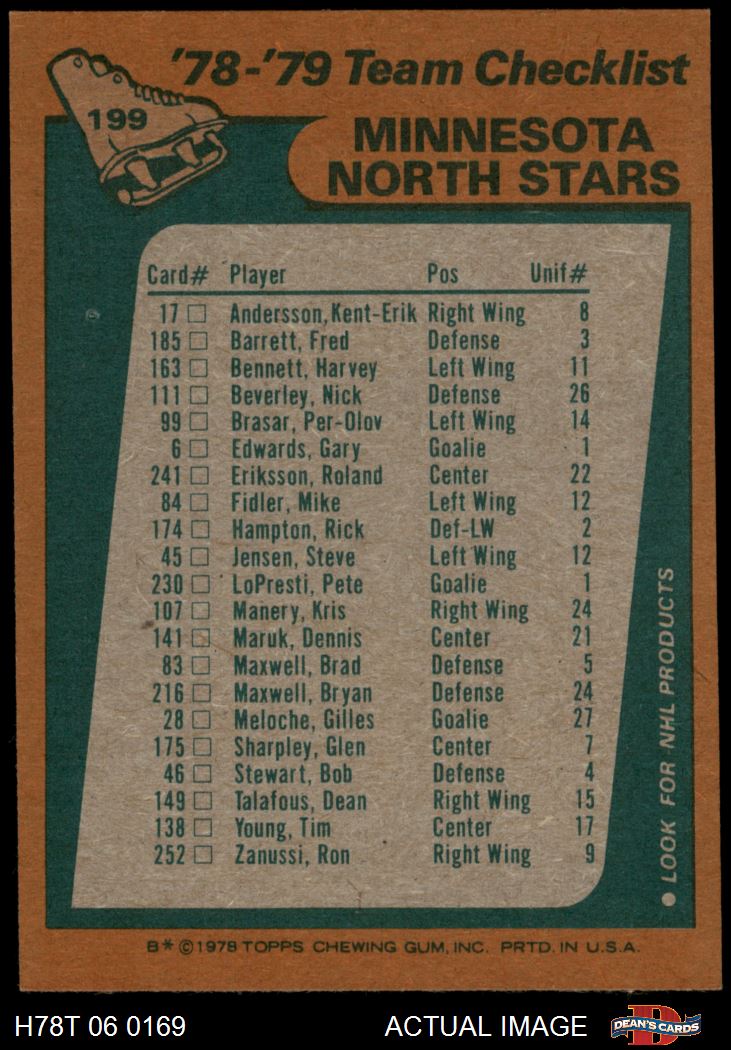 '78-'79 Team Checklist
199
MINNESOTA
NORTH STARS
Card# Player Pos Unif#
17 □ Andersson, Kent-Erik Right Wing 8
185 □ Barrett, Fred Defense 3
163 □ Bennett, Harvey Left Wing 11
111 □ Beverley, Nick Defense 26
99 □ Brasar, Per-Olov Left Wing 14
6 □ Edwards, Gary Goalie 1
241 □ Eriksson, Roland Center 22
84 □ Fidler, Mike Left Wing 12
174 □ Hampton, Rick Def-LW 2
45 □ Jensen, Steve Left Wing 12
230 □ LoPresti, Pete Goalie 1
107 □ Manery, Kris Right Wing 24
141 □ Maruk, Dennis Center 21
83 □ Maxwell, Brad Defense 5
216 □ Maxwell, Bryan Defense 24
28 □ Meloche, Gilles Goalie 27
175 □ Sharpley, Glen Center 7
46 □ Stewart, Bob Defense 4
149 □ Talafous, Dean Right Wing 15
138 □ Young, Tim Center 17
252 □ Zanussi, Ron Right Wing 9
● LOOK FOR NHL PRODUCTS
B* ©1978 TOPPS CHEWING GUM, INC. PRTD. IN U.S.A.
H78T 06 0169 ACTUAL IMAGE
D
DEAN'S CARDS